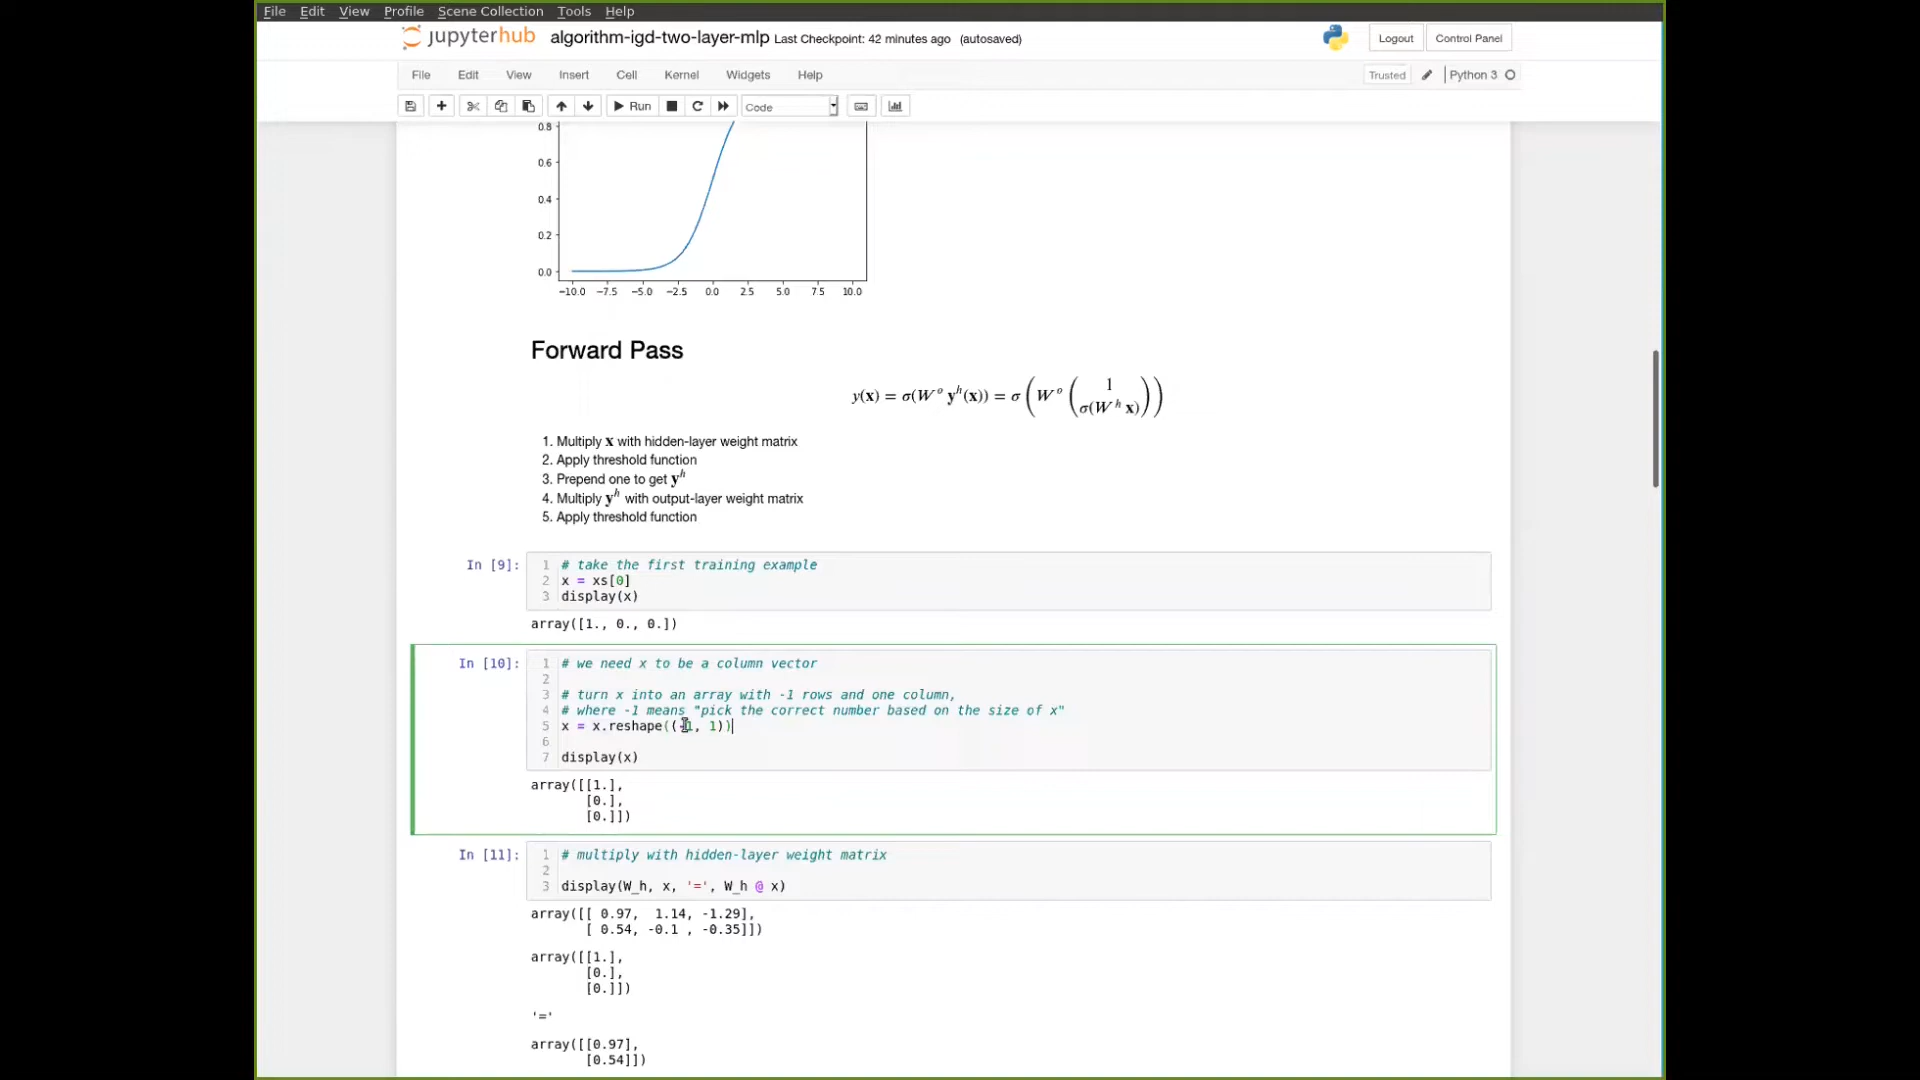 File Edit View Profile Scene Collection Tools Help
jupyterhub algorithm-igd-two-layer-mlp Last Checkpoint: 42 minutes ago (autosaved) Logout Control Panel
File Edit View Insert Cell Kernel Widgets Help Trusted Python 3
Run Code
0.8
0.6
0.4
0.2
0.0
−10.0 −7.5 −5.0 −2.5 0.0 2.5 5.0 7.5 10.0
Forward Pass
y(x) = σ(W^o y^h(x)) = σ(W^o (1 σ(W^h x)))
1. Multiply x with hidden-layer weight matrix
2. Apply threshold function
3. Prepend one to get y^h
4. Multiply y^h with output-layer weight matrix
5. Apply threshold function
In [9]: 1 # take the first training example
2 x = xs[0]
3 display(x)
array([1., 0., 0.])
In [10]: 1 # we need x to be a column vector
2
3 # turn x into an array with -1 rows and one column,
4 # where -1 means "pick the correct number based on the size of x"
5 x = x.reshape((-1, 1))
6
7 display(x)
array([[1.],
[0.],
[0.]])
In [11]: 1 # multiply with hidden-layer weight matrix
2
3 display(W_h, x, '=', W_h @ x)
array([[ 0.97, 1.14, -1.29],
[ 0.54, -0.1 , -0.35]])
array([[1.],
[0.],
[0.]])
'='
array([[0.97],
[0.54]])